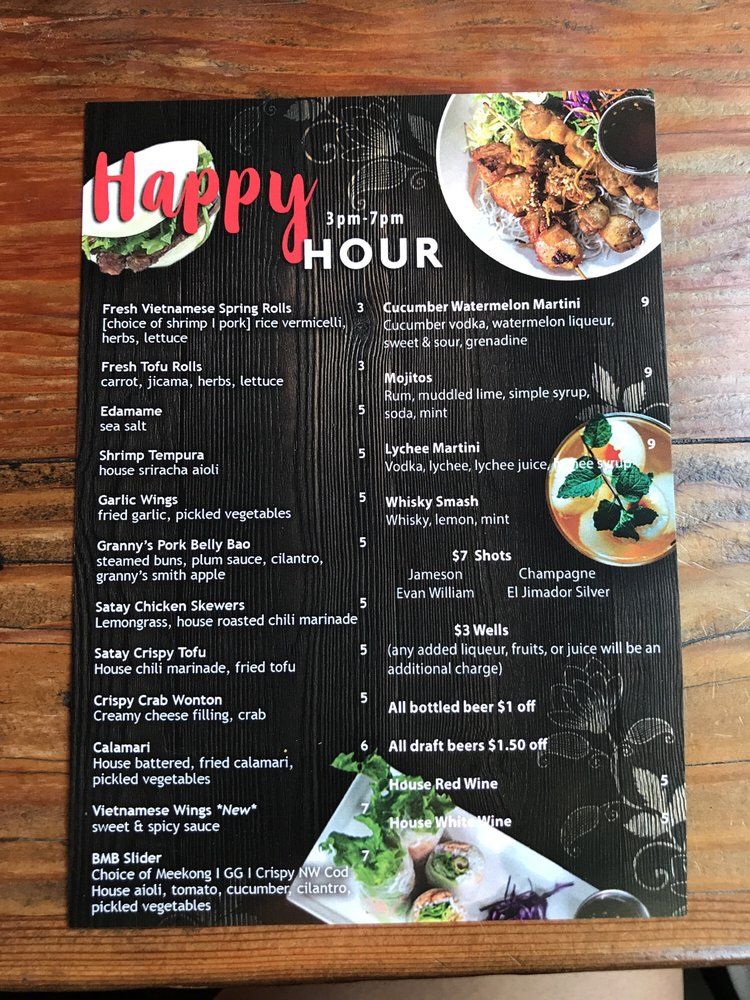 Happy
3pm-7pm
HOUR
Fresh Vietnamese Spring Rolls 3
[choice of shrimp I pork] rice vermicelli,
herbs, lettuce
Fresh Tofu Rolls 3
carrot, jicama, herbs, lettuce
Edamame 5
sea salt
Shrimp Tempura 5
house sriracha aioli
Garlic Wings 5
fried garlic, pickled vegetables
Granny's Pork Belly Bao 5
steamed buns, plum sauce, cilantro,
granny's smith apple
Satay Chicken Skewers 5
Lemongrass, house roasted chili marinade
Satay Crispy Tofu 5
House chili marinade, fried tofu
Crispy Crab Wonton 5
Creamy cheese filling, crab
Calamari 6
House battered, fried calamari,
pickled vegetables
Vietnamese Wings *New* 7
sweet & spicy sauce
BMB Slider 7
Choice of Meekong I GG I Crispy NW Cod
House aioli, tomato, cucumber, cilantro,
pickled vegetables
Cucumber Watermelon Martini 9
Cucumber vodka, watermelon liqueur,
sweet & sour, grenadine
Mojitos 9
Rum, muddled lime, simple syrup,
soda, mint
Lychee Martini 9
Vodka, lychee, lychee juice, lychee syrup
Whisky Smash
Whisky, lemon, mint
$7 Shots
Jameson Champagne
Evan William El Jimador Silver
$3 Wells
(any added liqueur, fruits, or juice will be an
additional charge)
All bottled beer $1 off
All draft beers $1.50 off
House Red Wine 5
House White Wine 5